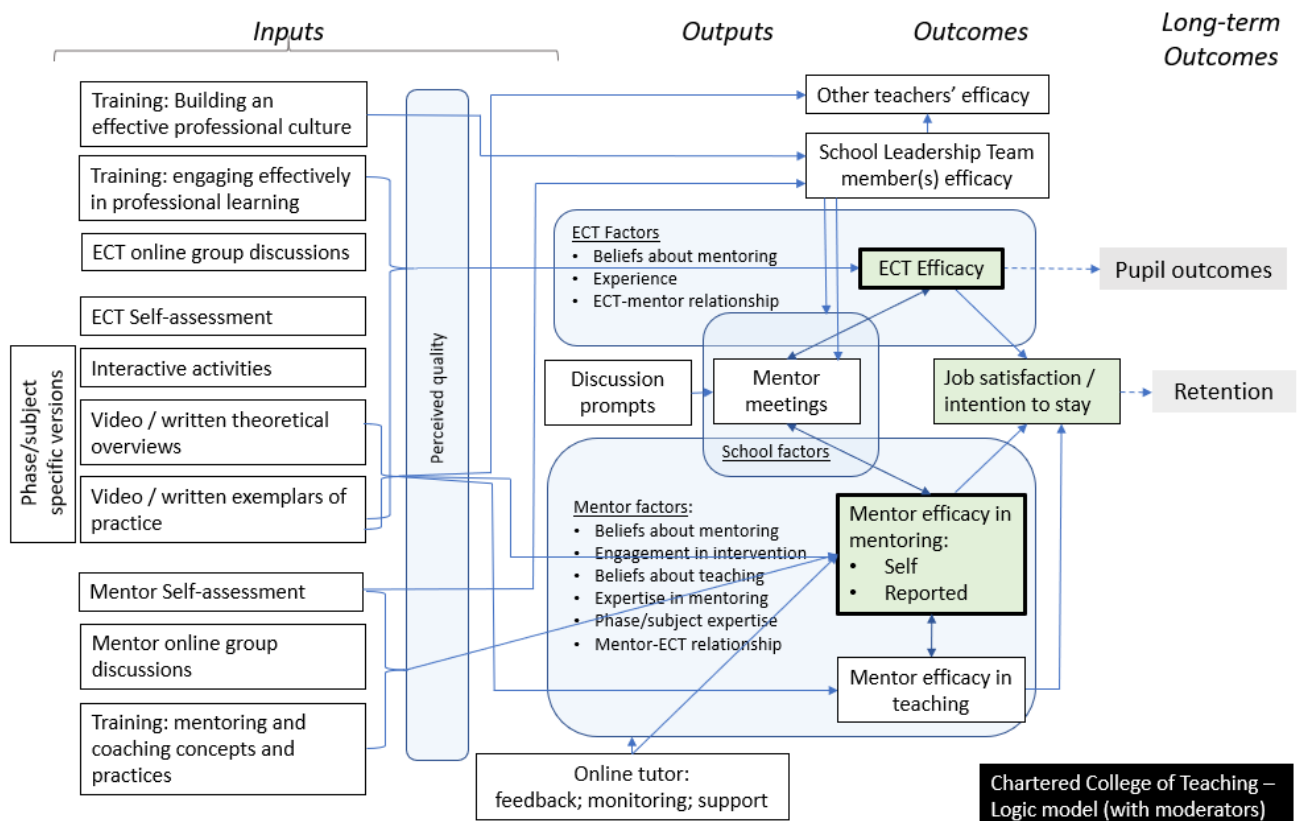 Inputs
Outputs
Outcomes
Long-term
Outcomes
Training: Building an
effective professional culture
Training: engaging effectively
in professional learning
ECT online group discussions
ECT Self-assessment
Phase/subject
specific versions
Interactive activities
Video / written theoretical
overviews
Video / written exemplars of
practice
Mentor Self-assessment
Mentor online group
discussions
Training: mentoring and
coaching concepts and
practices
Perceived quality
Other teachers’ efficacy
School Leadership Team
member(s) efficacy
ECT Factors
• Beliefs about mentoring
• Experience
• ECT-mentor relationship
ECT Efficacy
Pupil outcomes
Discussion
prompts
Mentor
meetings
School factors
Job satisfaction /
intention to stay
Retention
Mentor factors:
• Beliefs about mentoring
• Engagement in intervention
• Beliefs about teaching
• Expertise in mentoring
• Phase/subject expertise
• Mentor-ECT relationship
Mentor efficacy in
mentoring:
• Self
• Reported
Mentor efficacy in
teaching
Online tutor:
feedback; monitoring; support
Chartered College of Teaching –
Logic model (with moderators)